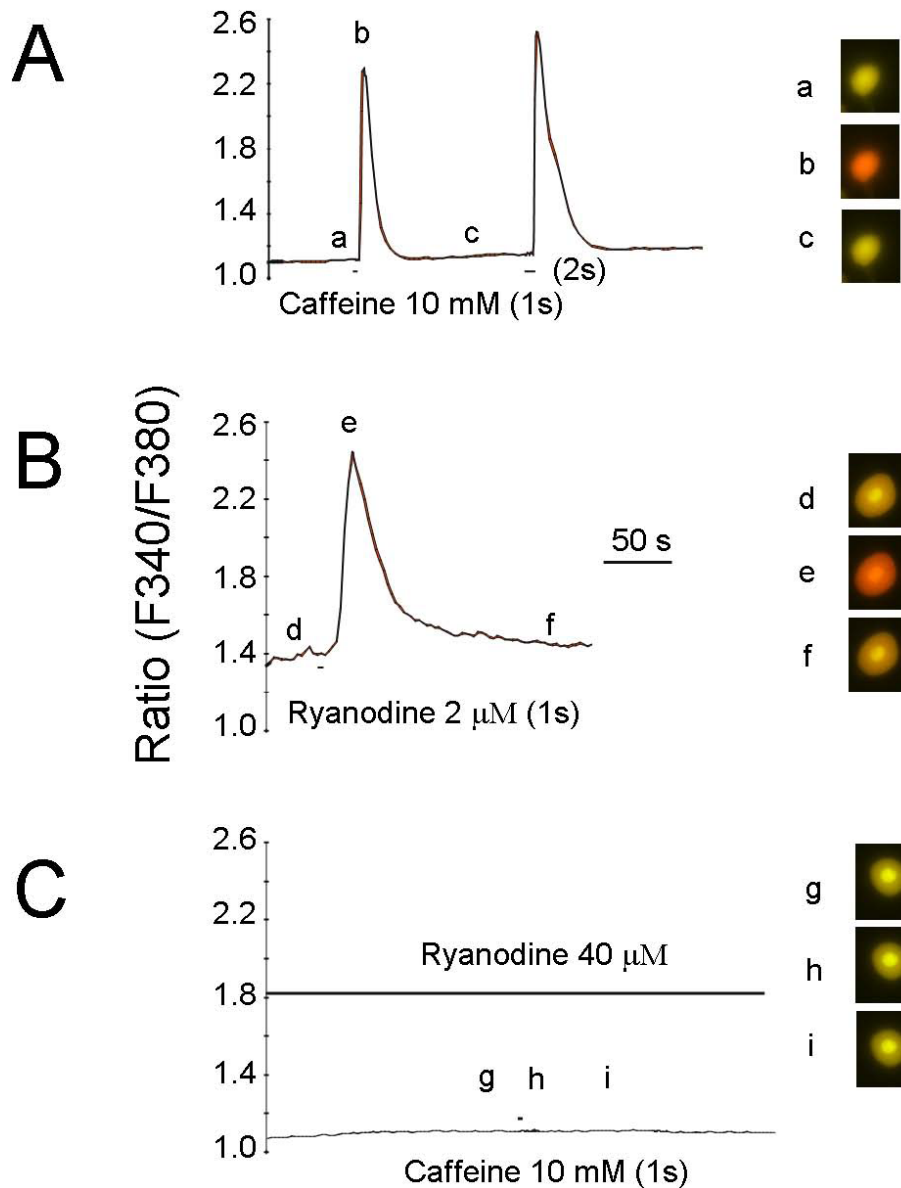 A
2.6
2.2
1.8
1.4
1.0
b
a
c
(2s)
Caffeine 10 mM (1s)
a
b
c
Ratio (F340/F380)
B
2.6
2.2
1.8
1.4
1.0
e
d
f
50 s
Ryanodine 2 μM (1s)
d
e
f
C
2.6
2.2
1.8
1.4
1.0
Ryanodine 40 μM
g h i
Caffeine 10 mM (1s)
g
h
i